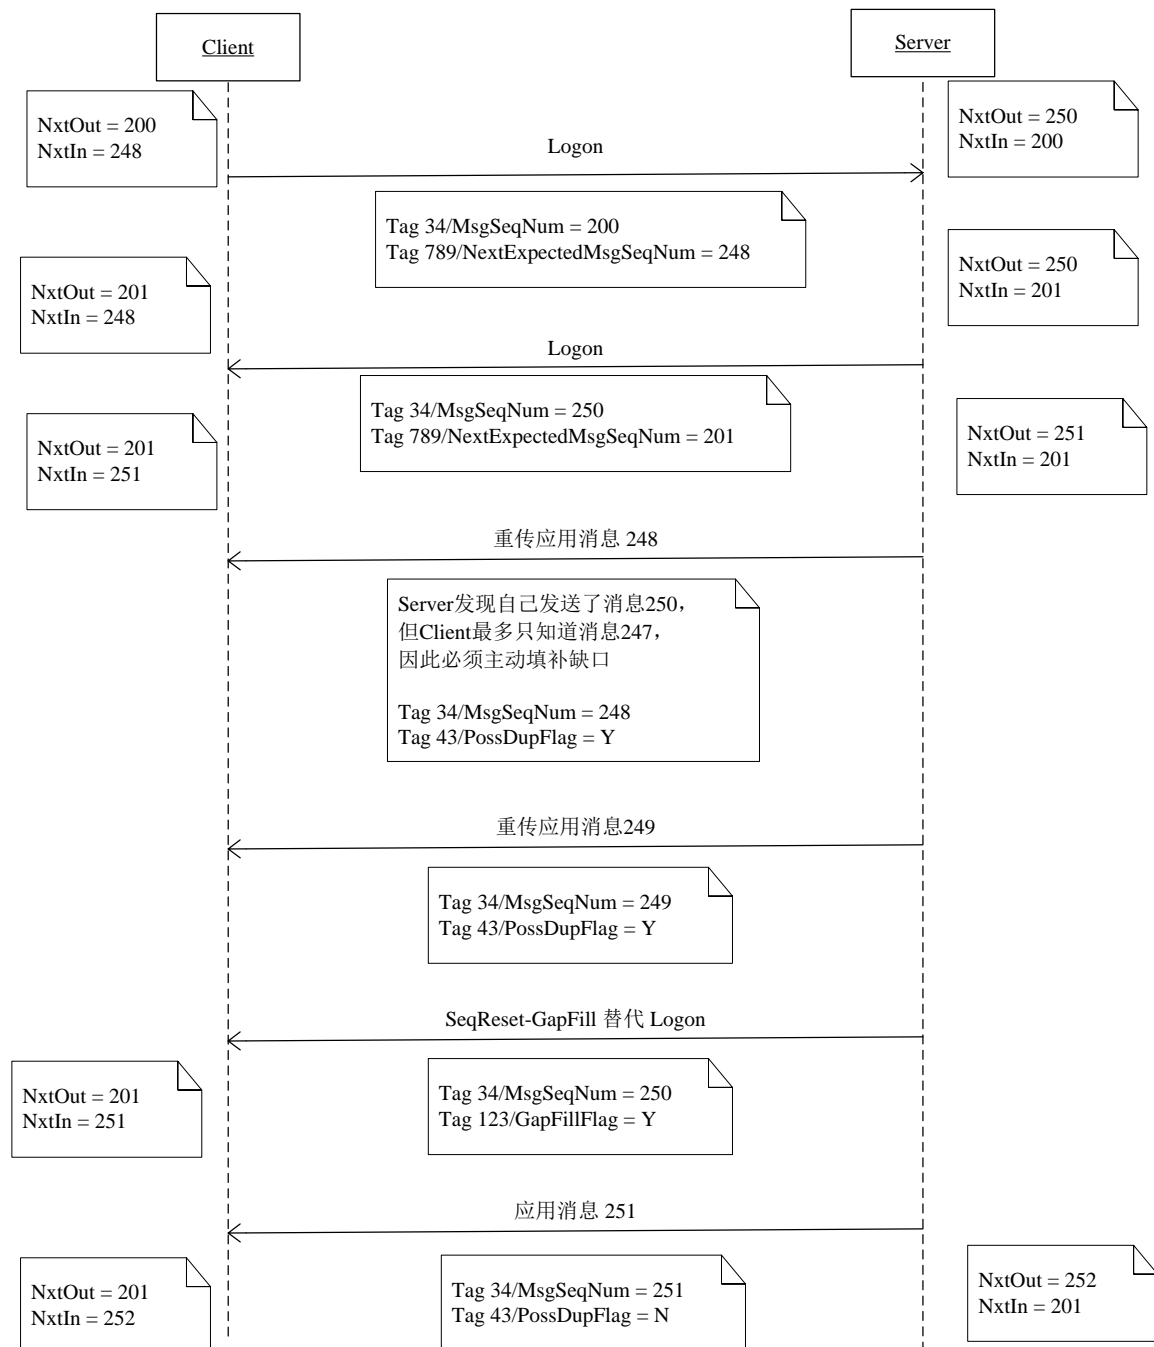 Client
Server
NxtOut = 200
NxtIn = 248
NxtOut = 250
NxtIn = 200
Logon
Tag 34/MsgSeqNum = 200
Tag 789/NextExpectedMsgSeqNum = 248
NxtOut = 201
NxtIn = 248
NxtOut = 250
NxtIn = 201
Logon
Tag 34/MsgSeqNum = 250
Tag 789/NextExpectedMsgSeqNum = 201
NxtOut = 201
NxtIn = 251
NxtOut = 251
NxtIn = 201
重传应用消息 248
Server发现自己发送了消息250，
但Client最多只知道消息247，
因此必须主动填补缺口
Tag 34/MsgSeqNum = 248
Tag 43/PossDupFlag = Y
重传应用消息249
Tag 34/MsgSeqNum = 249
Tag 43/PossDupFlag = Y
SeqReset-GapFill 替代 Logon
NxtOut = 201
NxtIn = 251
Tag 34/MsgSeqNum = 250
Tag 123/GapFillFlag = Y
应用消息 251
NxtOut = 201
NxtIn = 252
Tag 34/MsgSeqNum = 251
Tag 43/PossDupFlag = N
NxtOut = 252
NxtIn = 201